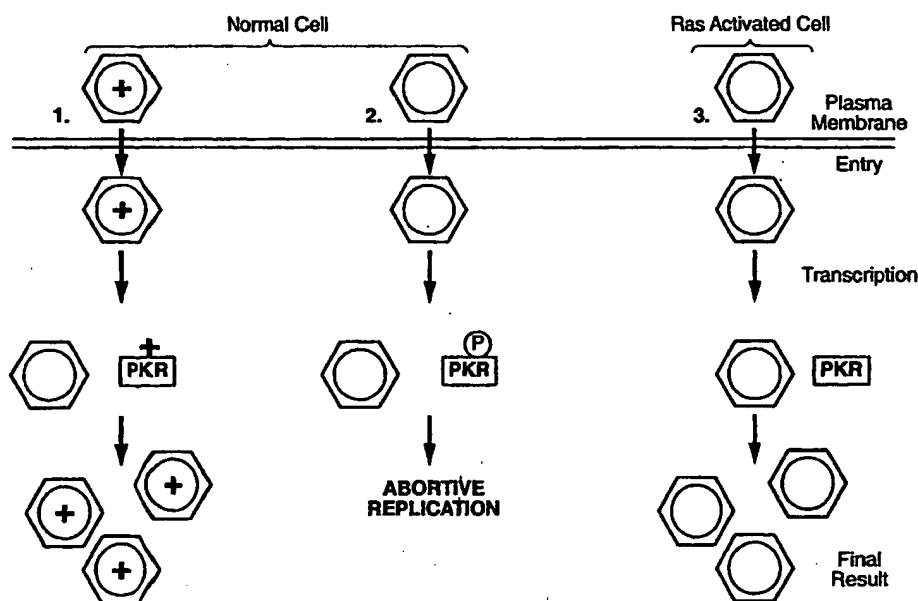 Normal Cell
Ras Activated Cell
+
1.
2.
3.
Plasma
Membrane
Entry
+
Transcription
+
PKR
P
PKR
PKR
+
+
+
ABORTIVE
REPLICATION
Final
Result